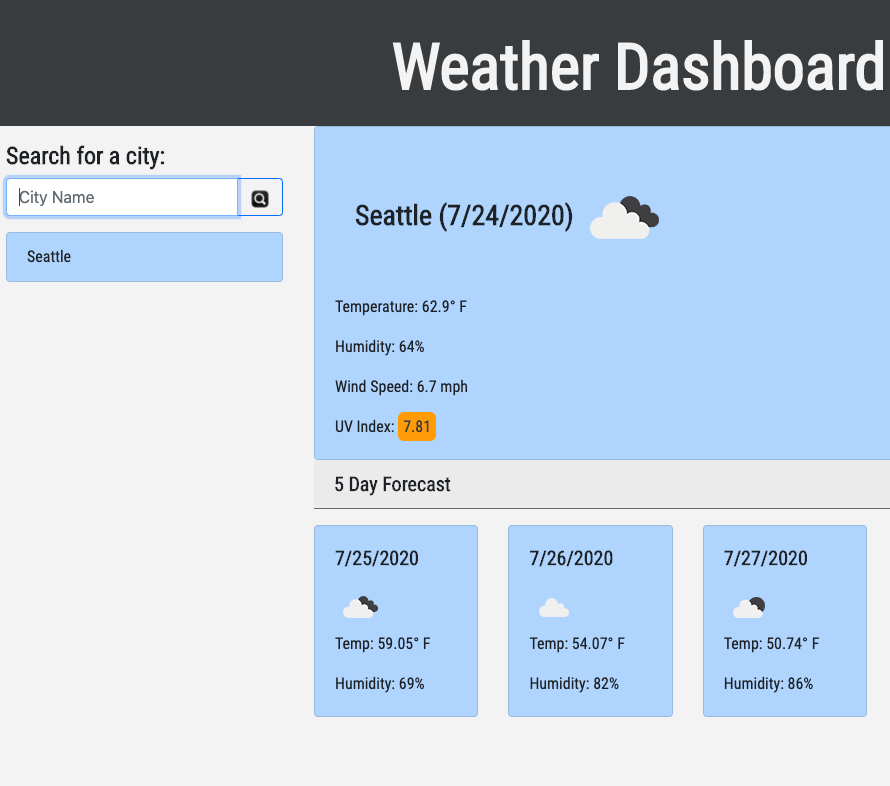 Weather Dashboard
Search for a city:
City Name
Seattle
Seattle (7/24/2020)
Temperature: 62.9° F
Humidity: 64%
Wind Speed: 6.7 mph
UV Index: 7.81
5 Day Forecast
7/25/2020
Temp: 59.05° F
Humidity: 69%
7/26/2020
Temp: 54.07° F
Humidity: 82%
7/27/2020
Temp: 50.74° F
Humidity: 86%